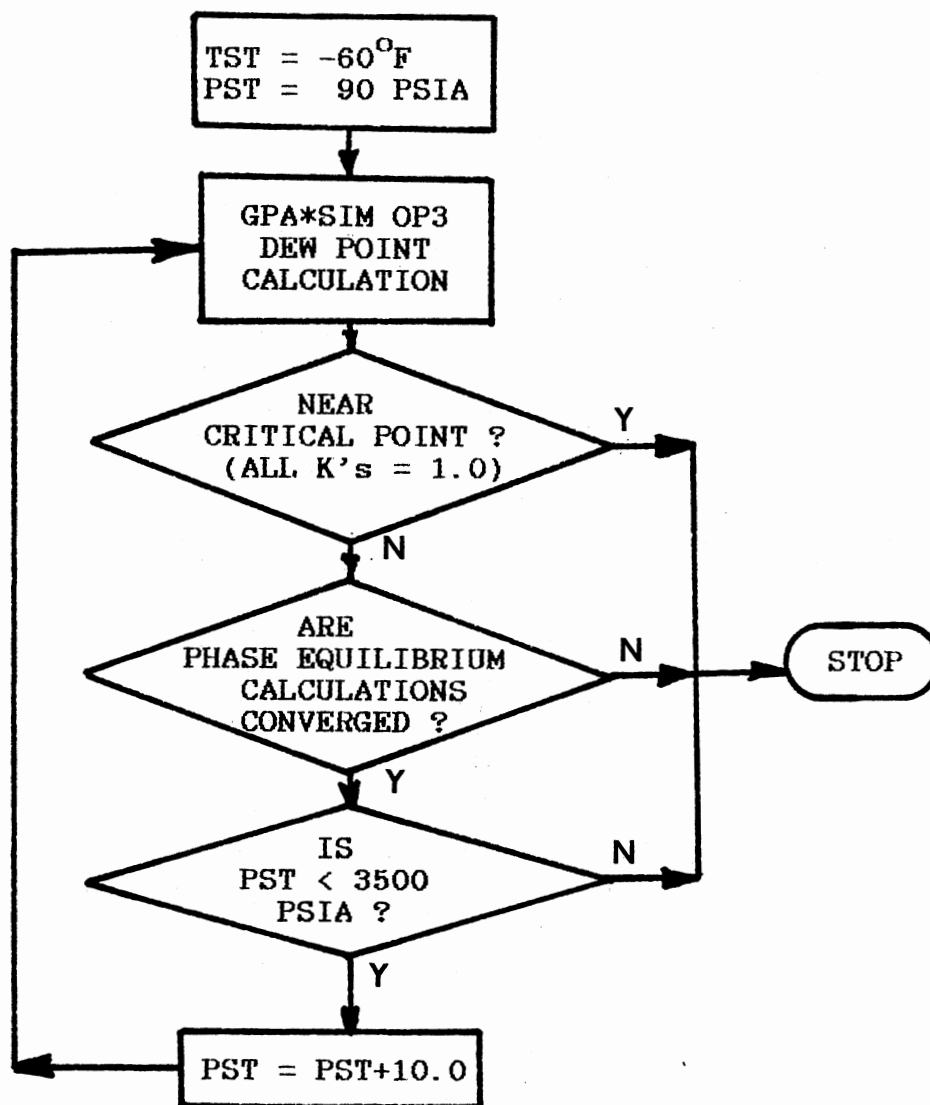 TST = -60°F
PST = 90 PSIA
GPA*SIM OP3
DEW POINT
CALCULATION
NEAR
CRITICAL POINT ?
(ALL K's = 1.0)
Y
N
ARE
PHASE EQUILIBRIUM
CALCULATIONS
CONVERGED ?
N
STOP
Y
IS
PST < 3500
PSIA ?
N
Y
PST = PST+10.0